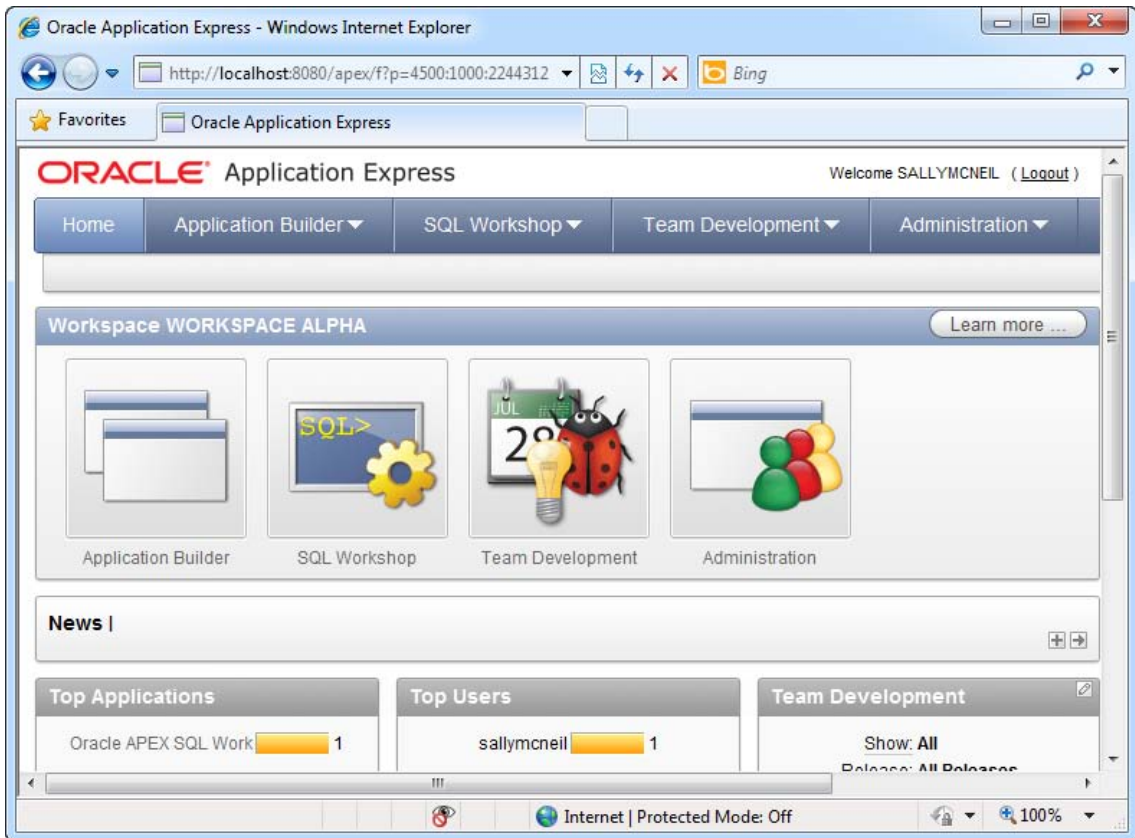 Oracle Application Express - Windows Internet Explorer
http://localhost:8080/apex/f?p=4500:1000:2244312
Bing
Favorites
Oracle Application Express
ORACLE Application Express
Welcome SALLYMCNEIL ( Logout )
Home Application Builder SQL Workshop Team Development Administration
Workspace WORKSPACE ALPHA
Learn more ...
SQL>
JUL
28
Application Builder SQL Workshop Team Development Administration
News |
Top Applications Top Users Team Development
Oracle APEX SQL Work 1 sallymcneil 1 Show: All
Release: All Releases
Internet | Protected Mode: Off 100%